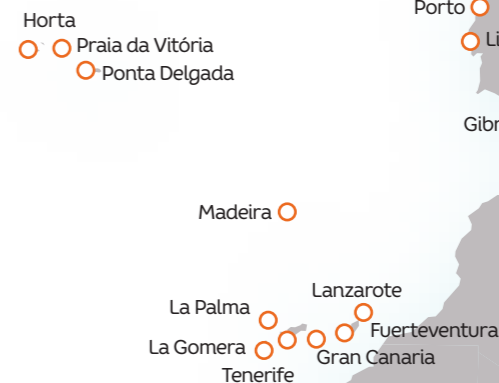 Porto
Horta
Praia da Vitória
Ponta Delgada
Madeira
Lanzarote
La Palma
Fuerteventura
La Gomera
Gran Canaria
Tenerife